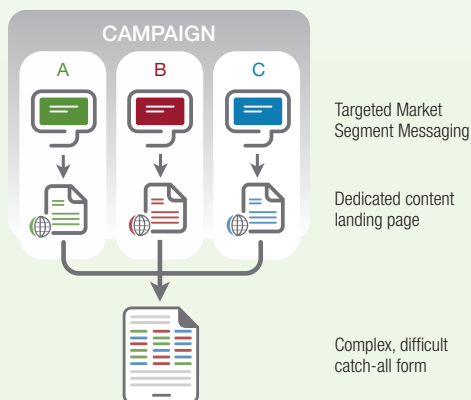 CAMPAIGN
A
B
C
Targeted Market
Segment Messaging
Dedicated content
landing page
Complex, difficult
catch-all form